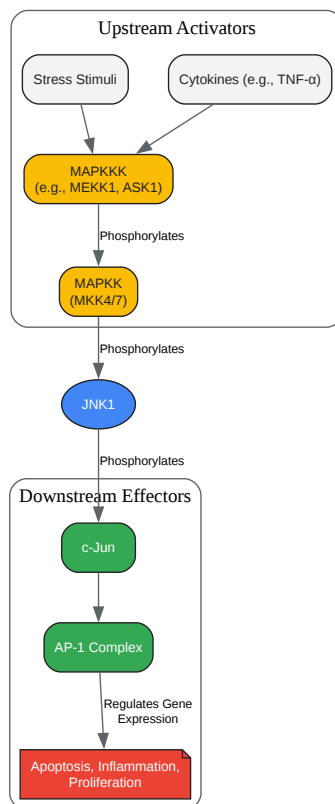 Upstream Activators
Stress Stimuli
Cytokines (e.g., TNF-α)
MAPKKK
(e.g., MEKK1, ASK1)
Phosphorylates
MAPKK
(MKK4/7)
Phosphorylates
JNK1
Phosphorylates
Downstream Effectors
c-Jun
AP-1 Complex
Regulates Gene
Expression
Apoptosis, Inflammation,
Proliferation